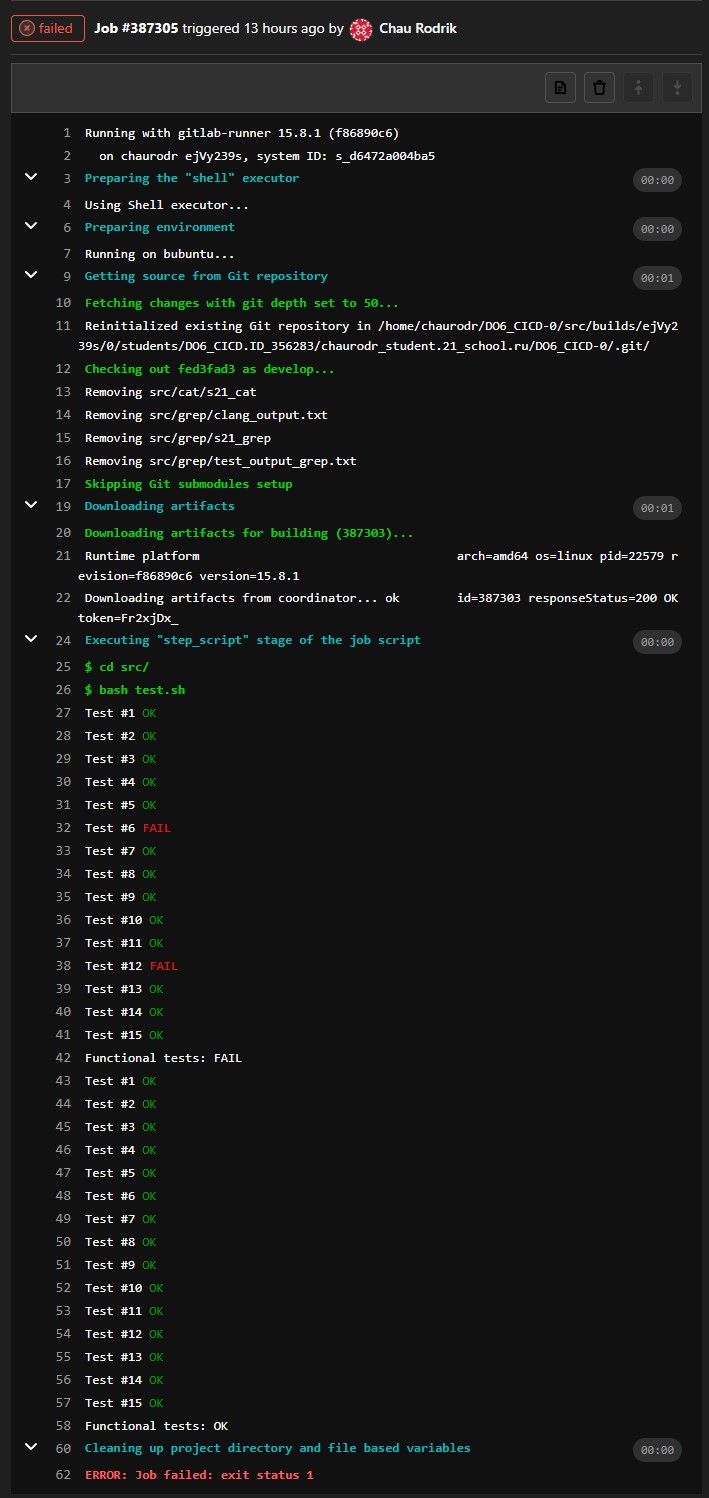 failed Job #387305 triggered 13 hours ago by Chau Rodrik
1 Running with gitlab-runner 15.8.1 (f86890c6)
2 on chaurodr ejVy239s, system ID: s_d6472a004ba5
3 Preparing the "shell" executor 00:00
4 Using Shell executor...
6 Preparing environment 00:00
7 Running on bubuntu...
9 Getting source from Git repository 00:01
10 Fetching changes with git depth set to 50...
11 Reinitialized existing Git repository in /home/chaurodr/DO6_CICD-0/src/builds/ejVy2
39s/0/students/DO6_CICD.ID_356283/chaurodr_student.21_school.ru/DO6_CICD-0/.git/
12 Checking out fed3fad3 as develop...
13 Removing src/cat/s21_cat
14 Removing src/grep/clang_output.txt
15 Removing src/grep/s21_grep
16 Removing src/grep/test_output_grep.txt
17 Skipping Git submodules setup
19 Downloading artifacts 00:01
20 Downloading artifacts for building (387303)...
21 Runtime platform arch=amd64 os=linux pid=22579 r
evision=f86890c6 version=15.8.1
22 Downloading artifacts from coordinator... ok id=387303 responseStatus=200 OK
token=Fr2xjDx_
24 Executing "step_script" stage of the job script 00:00
25 $ cd src/
26 $ bash test.sh
27 Test #1 OK
28 Test #2 OK
29 Test #3 OK
30 Test #4 OK
31 Test #5 OK
32 Test #6 FAIL
33 Test #7 OK
34 Test #8 OK
35 Test #9 OK
36 Test #10 OK
37 Test #11 OK
38 Test #12 FAIL
39 Test #13 OK
40 Test #14 OK
41 Test #15 OK
42 Functional tests: FAIL
43 Test #1 OK
44 Test #2 OK
45 Test #3 OK
46 Test #4 OK
47 Test #5 OK
48 Test #6 OK
49 Test #7 OK
50 Test #8 OK
51 Test #9 OK
52 Test #10 OK
53 Test #11 OK
54 Test #12 OK
55 Test #13 OK
56 Test #14 OK
57 Test #15 OK
58 Functional tests: OK
60 Cleaning up project directory and file based variables 00:00
62 ERROR: Job failed: exit status 1